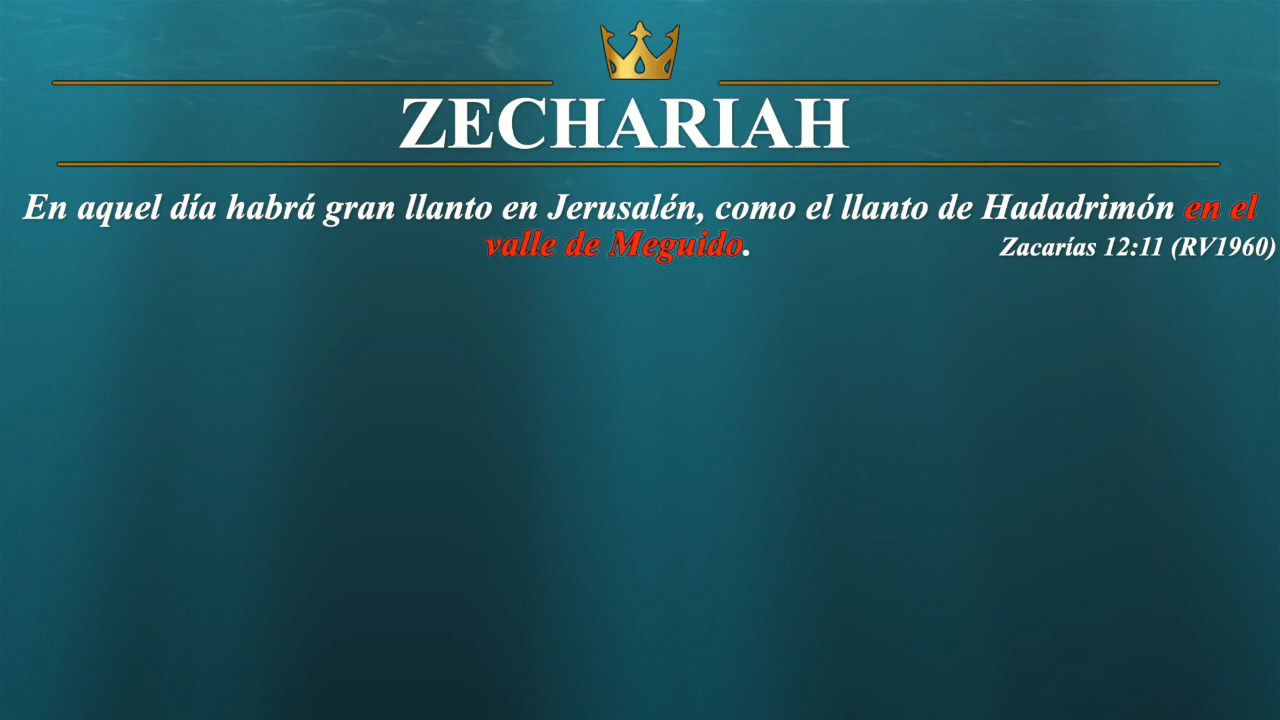 ZECHARIAH
En aquel día habrá gran llanto en Jerusalén, como el llanto de Hadadrimón en el
valle de Meguido.
Zacarías 12:11 (RV1960)